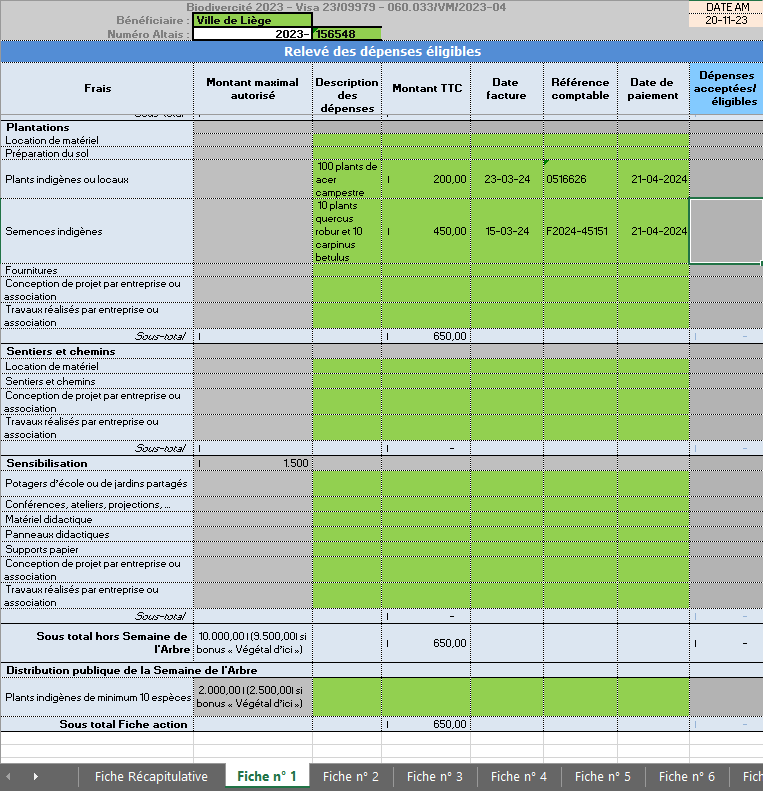 Biodivercité 2023 - Visa 23/09979 - 060.033/VM/2023-04 DATE AM
Bénéficiaire : Ville de Liège 20-11-23
Numéro Altais : 2023- 156548
Relevé des dépenses éligibles
Frais Montant maximal autorisé Description des dépenses Montant TTC Date facture Référence comptable Date de paiement Dépenses acceptées/ éligibles
Sous-total
Plantations
Location de matériel
Préparation du sol
Plants indigènes ou locaux 100 plants de acer campestre 200,00 23-03-24 0516626 21-04-2024
Semences indigènes 10 plants quercus robur et 10 carpinus betulus 450,00 15-03-24 F2024-45151 21-04-2024
Fournitures
Conception de projet par entreprise ou
association
Travaux réalisés par entreprise ou
association
Sous-total 650,00 -
Sentiers et chemins
Location de matériel
Sentiers et chemins
Conception de projet par entreprise ou
association
Travaux réalisés par entreprise ou
association
Sous-total - -
Sensibilisation 1.500
Potagers d'école ou de jardins partagés
Conférences, ateliers, projections, ...
Matériel didactique
Panneaux didactiques
Supports papier
Conception de projet par entreprise ou
association
Travaux réalisés par entreprise ou
association
Sous-total - -
Sous total hors Semaine de l'Arbre 10.000,00 l (9.500,00l si bonus « Végétal d'ici ») 650,00 -
Distribution publique de la Semaine de l'Arbre
Plants indigènes de minimum 10 espèces 2.000,00 l (2.500,00l si bonus « Végétal d'ici »)
Sous total Fiche action 650,00 -
Fiche Récapitulative Fiche n° 1 Fiche n° 2 Fiche n° 3 Fiche n° 4 Fiche n° 5 Fiche n° 6 Fich